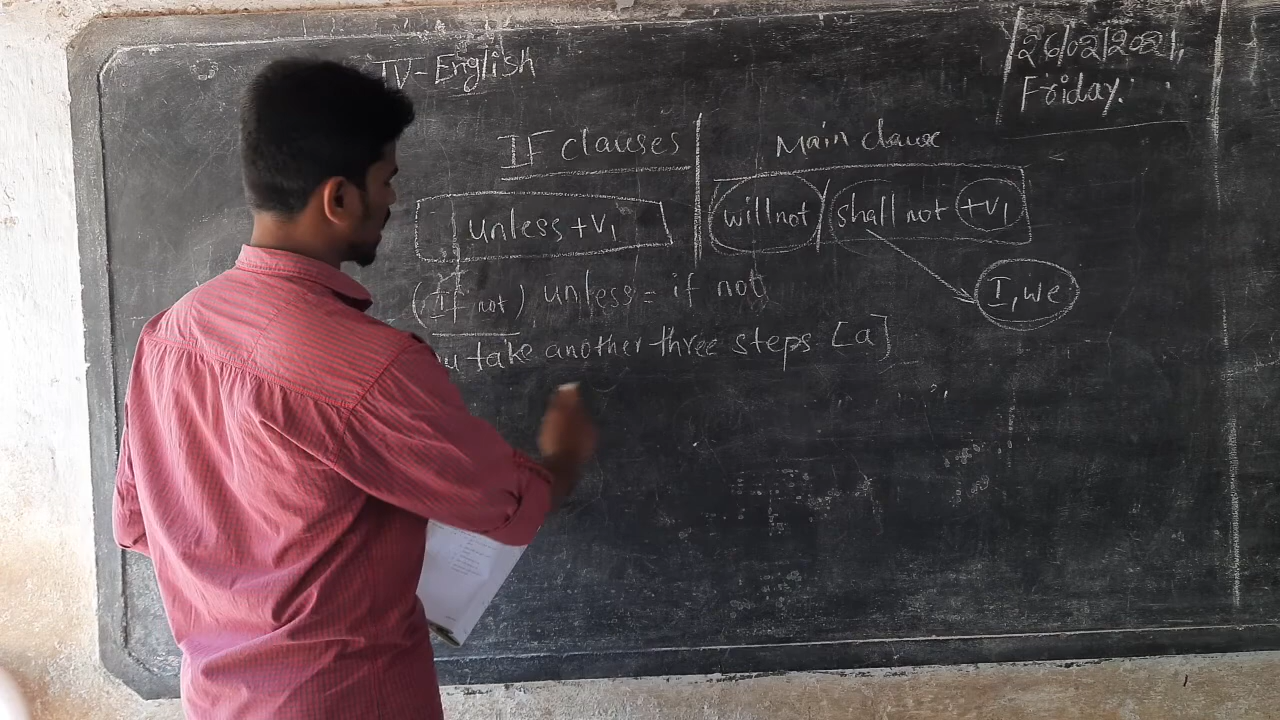 IV-English
26/02/2021,
Friday.
IF clauses
Main clause
unless + V1
will not / shall not + V1
(If not) unless = if not
I, we
take another three steps [a]